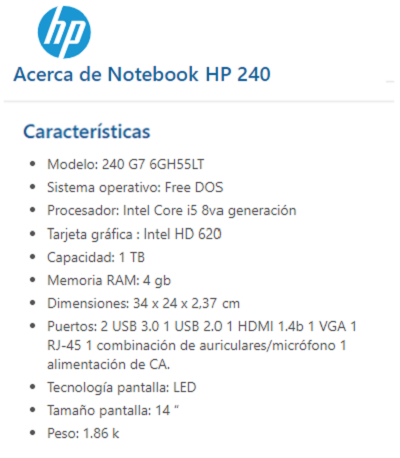 hp
Acerca de Notebook HP 240
Características
• Modelo: 240 G7 6GH55LT
• Sistema operativo: Free DOS
• Procesador: Intel Core i5 8va generación
• Tarjeta gráfica : Intel HD 620
• Capacidad: 1 TB
• Memoria RAM: 4 gb
• Dimensiones: 34 x 24 x 2,37 cm
• Puertos: 2 USB 3.0 1 USB 2.0 1 HDMI 1.4b 1 VGA 1
RJ-45 1 combinación de auriculares/micrófono 1
alimentación de CA.
• Tecnología pantalla: LED
• Tamaño pantalla: 14 "
• Peso: 1.86 k